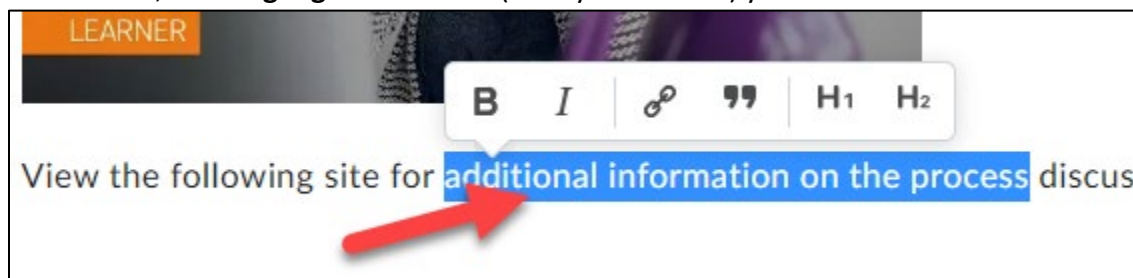 LEARNER
B I H1 H2
View the following site for additional information on the process discus